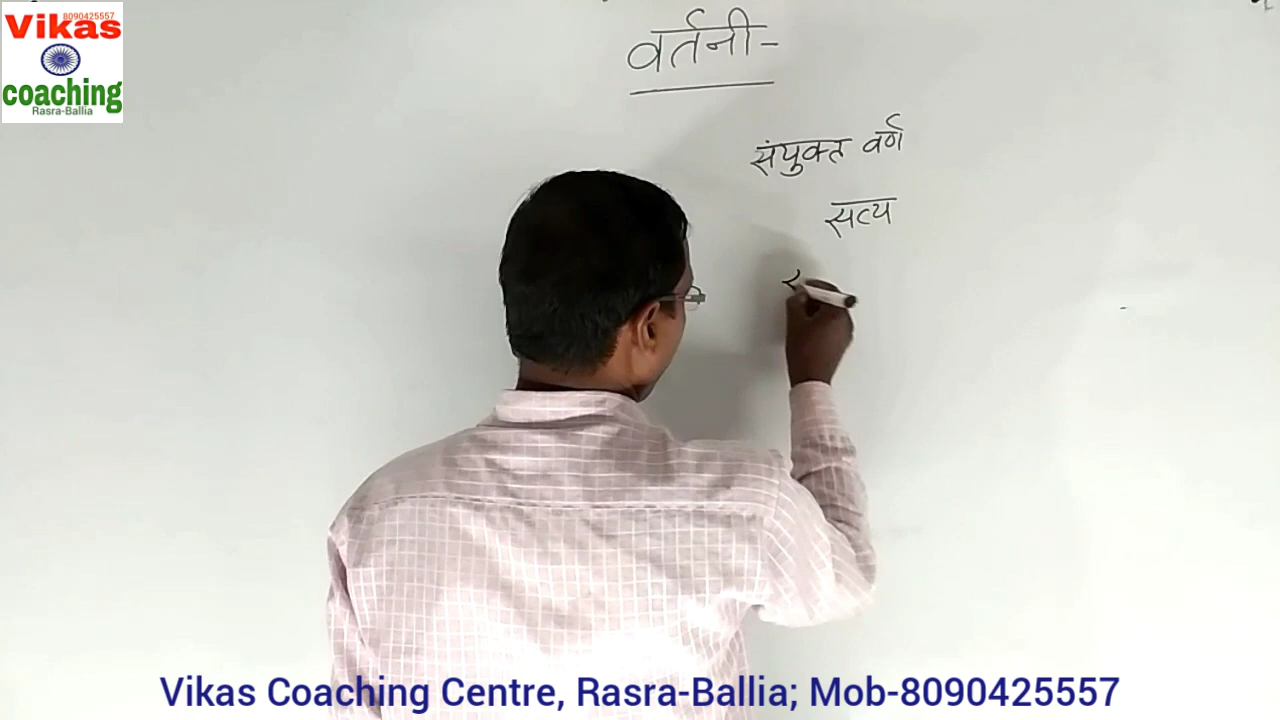 8090425557
Vikas
coaching
Rasra-Ballia
वर्तनी-
संयुक्त वर्ण
सत्य
Vikas Coaching Centre, Rasra-Ballia; Mob-8090425557